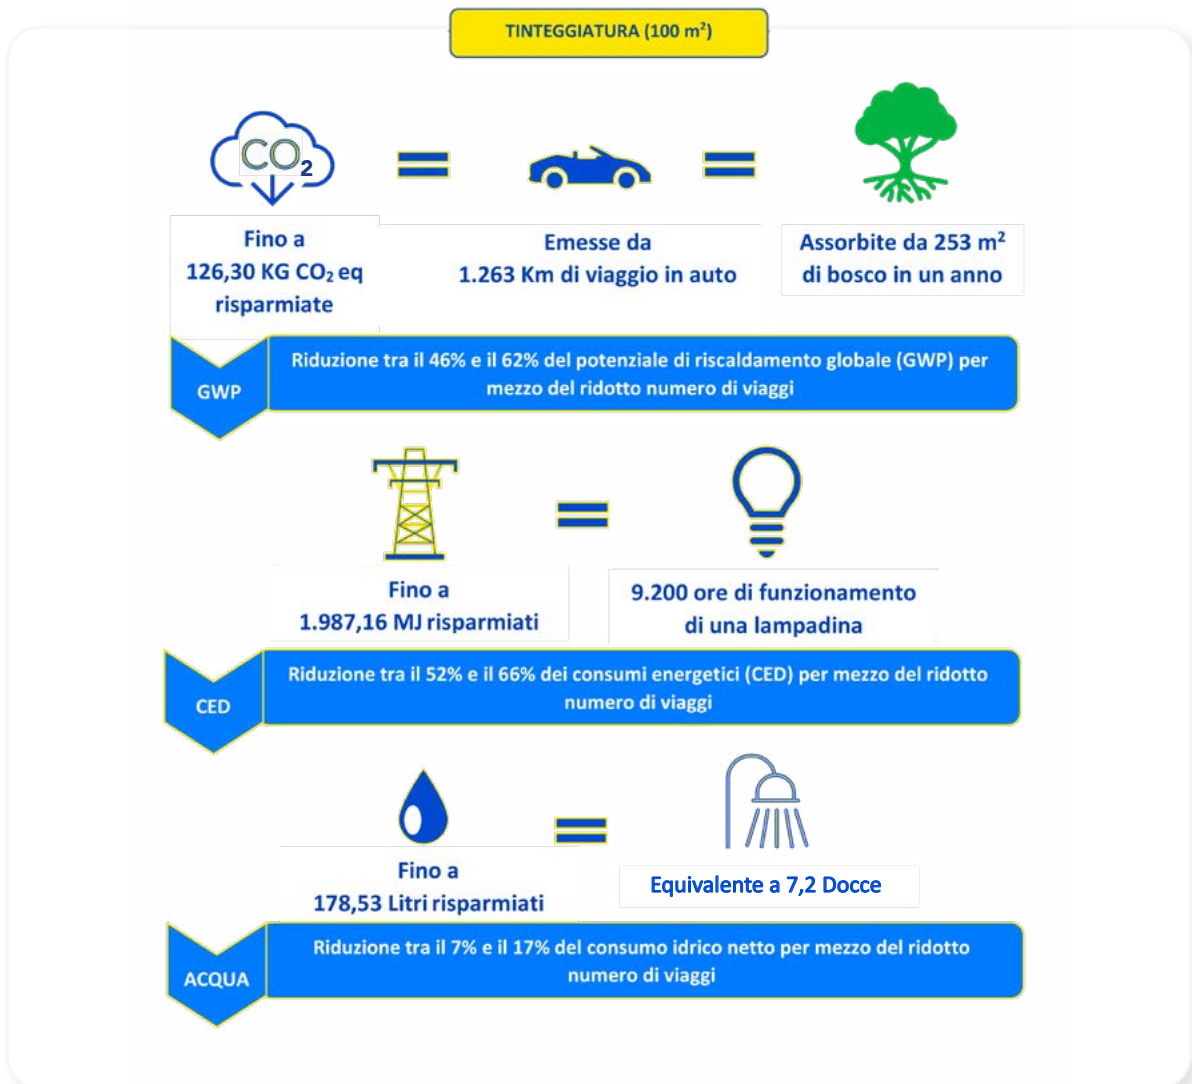 TINTEGGIATURA (100 m²)
CO2
Fino a
126,30 KG CO₂ eq
risparmiate
Emesse da
1.263 Km di viaggio in auto
Assorbite da 253 m²
di bosco in un anno
GWP
Riduzione tra il 46% e il 62% del potenziale di riscaldamento globale (GWP) per
mezzo del ridotto numero di viaggi
Fino a
1.987,16 MJ risparmiati
9.200 ore di funzionamento
di una lampadina
CED
Riduzione tra il 52% e il 66% dei consumi energetici (CED) per mezzo del ridotto
numero di viaggi
Fino a
178,53 Litri risparmiati
Equivalente a 7,2 Docce
ACQUA
Riduzione tra il 7% e il 17% del consumo idrico netto per mezzo del ridotto
numero di viaggi